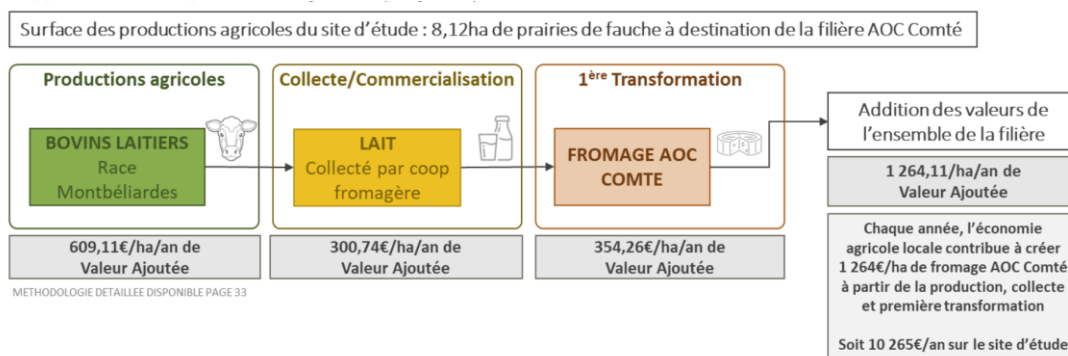 Surface des productions agricoles du site d'étude : 8,12ha de prairies de fauche à destination de la filière AOC Comté
Productions agricoles
BOVINS LAITIERS
Race
Montbéliardes
609,11€/ha/an de
Valeur Ajoutée
Collecte/Commercialisation
LAIT
Collecté par coop
fromagère
300,74€/ha/an de
Valeur Ajoutée
1ère Transformation
FROMAGE AOC
COMTE
354,26€/ha/an de
Valeur Ajoutée
Addition des valeurs de
l'ensemble de la filière
1 264,11/ha/an de
Valeur Ajoutée
Chaque année, l'économie
agricole locale contribue à créer
1 264€/ha de fromage AOC Comté
à partir de la production, collecte
et première transformation
Soit 10 265€/an sur le site d'étude
METHODOLOGIE DETAILLEE DISPONIBLE PAGE 33